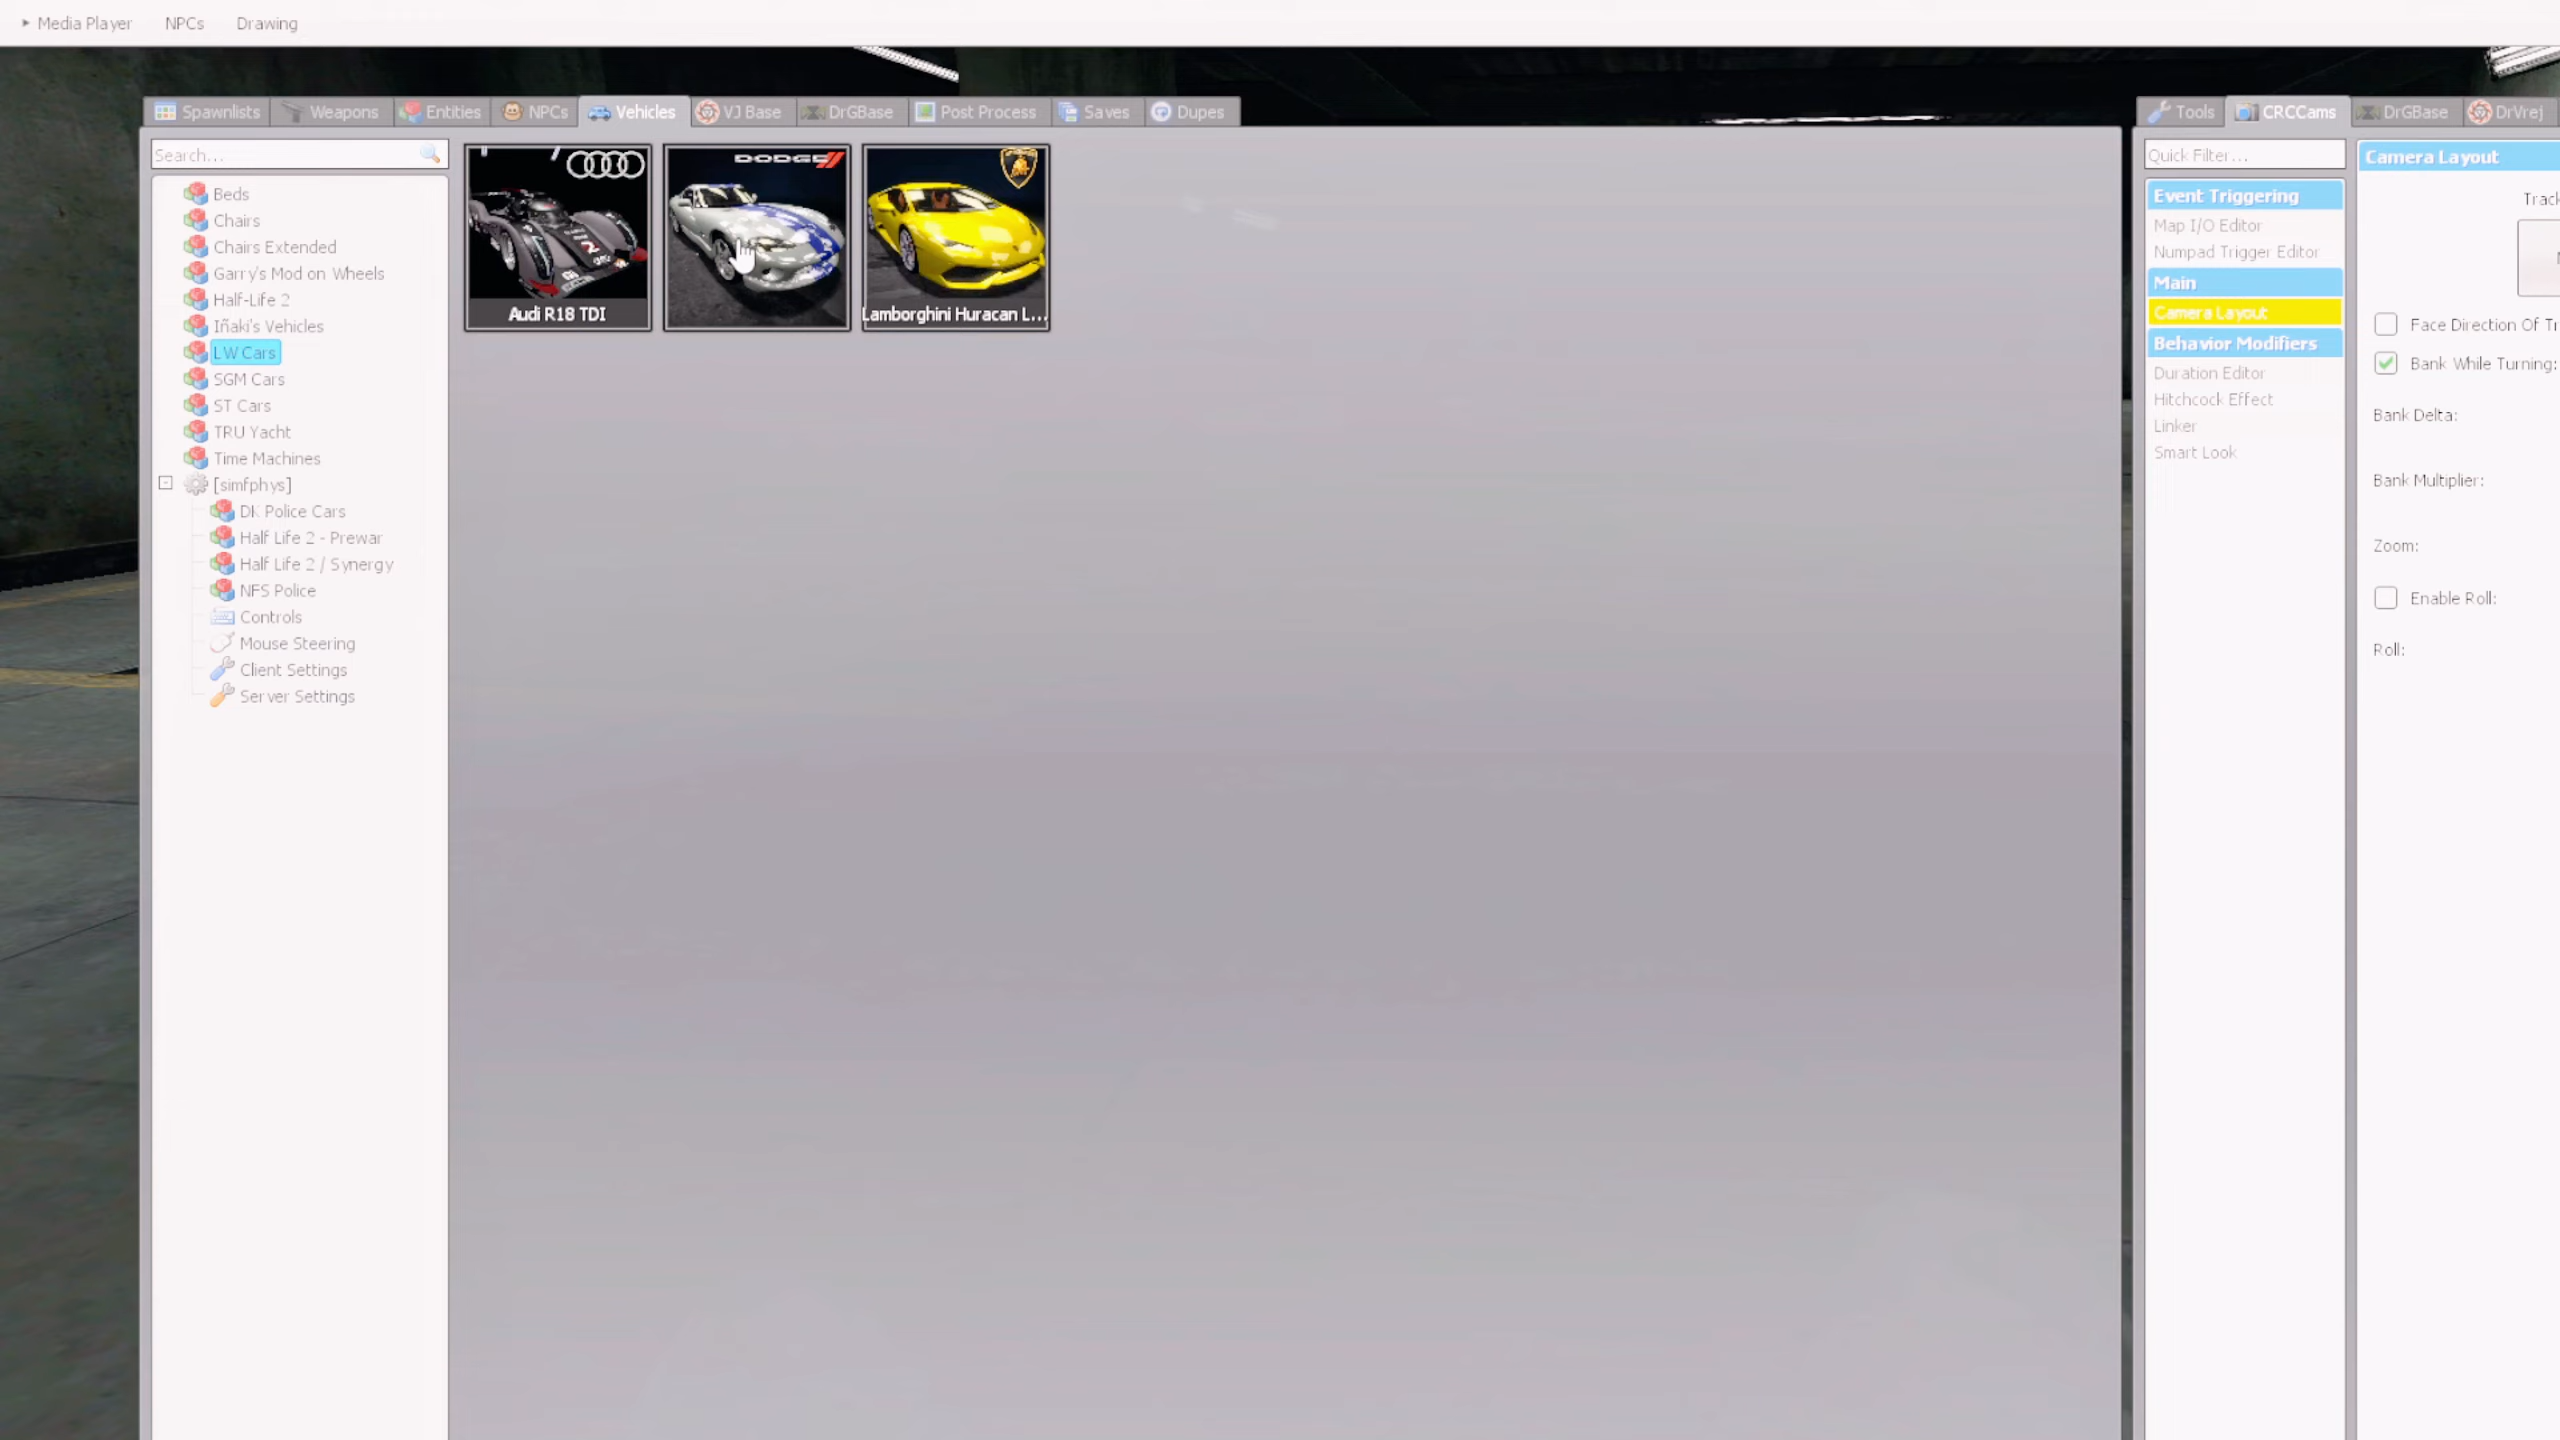 Media Player NPCs Drawing
Spawnlists Weapons Entities NPCs Vehicles VJ Base DrGBase Post Process Saves Dupes
Tools CRCCams DrGBase DrVrej
Search...
Beds
Chairs
Chairs Extended
Garry's Mod on Wheels
Half-Life 2
Iñaki's Vehicles
LW Cars
SGM Cars
ST Cars
TRU Yacht
Time Machines
[simfphys]
DK Police Cars
Half Life 2 - Prewar
Half Life 2 / Synergy
NFS Police
Controls
Mouse Steering
Client Settings
Server Settings
DODGE
Audi R18 TDI
Lamborghini Huracan L...
Quick Filter...
Event Triggering
Map I/O Editor
Numpad Trigger Editor
Main
Camera Layout
Behavior Modifiers
Duration Editor
Hitchcock Effect
Linker
Smart Look
Camera Layout
Track
Face Direction Of Tr
Bank While Turning:
Bank Delta:
Bank Multiplier:
Zoom:
Enable Roll:
Roll: